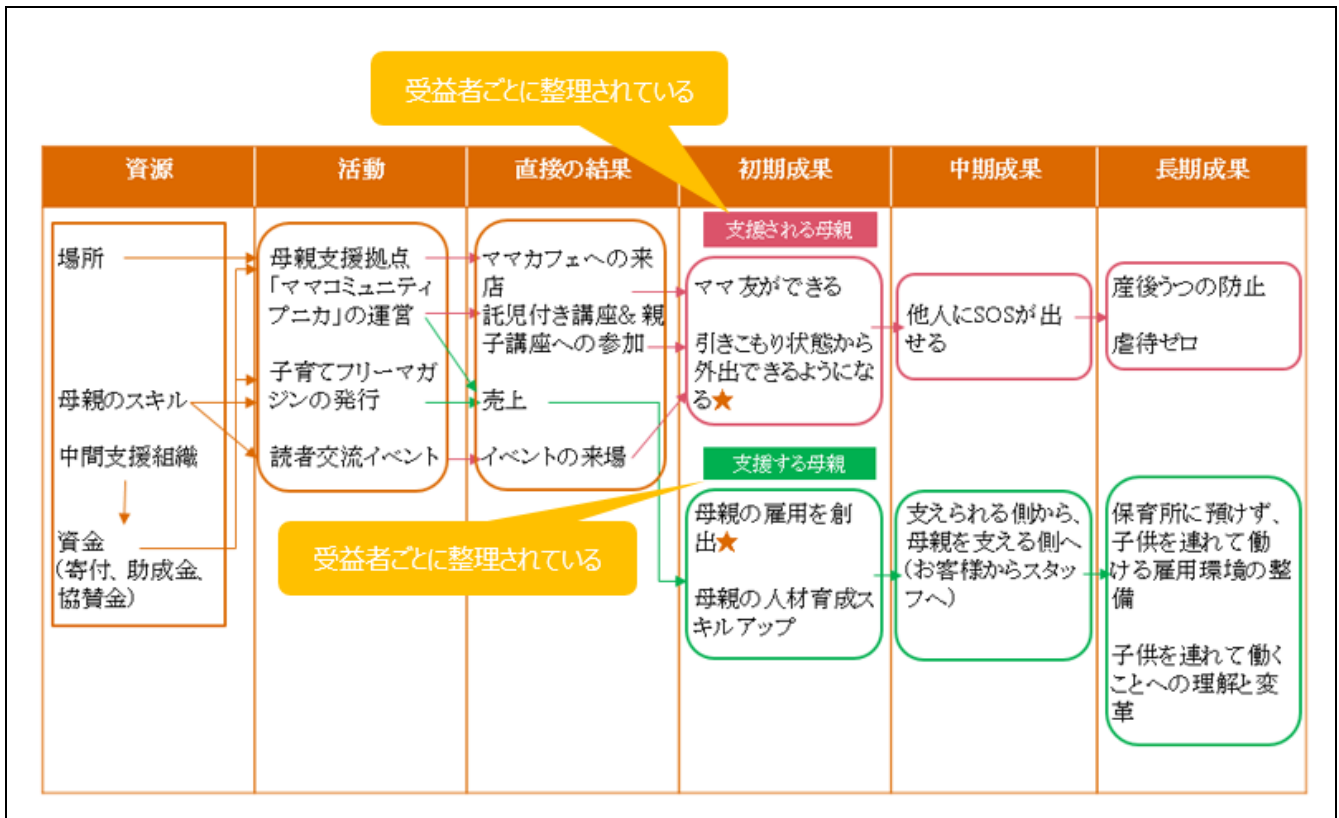 受益者ごとに整理されている
資源
活動
直接の結果
初期成果
中期成果
長期成果
場所
母親のスキル
中間支援組織
資金
(寄付、助成金、
協賛金)
母親支援拠点
「ママコミュニティ
プニカ」の運営
子育てフリーマガ
ジンの発行
読者交流イベント
ママカフェへの来
店
託児付き講座& 親
子講座への参加
売上
イベントの来場
支援される母親
ママ友ができる
引きこもり状態から
外出できるようにな
る★
他人にSOSが出
せる
産後うつの防止
虐待ゼロ
支援する母親
母親の雇用を創
出★
母親の人材育成ス
キルアップ
支えられる側から、
母親を支える側へ
(お客様からスタッ
フへ)
保育所に預けず、
子供を連れて働
ける雇用環境の整
備
子供を連れて働く
ことへの理解と変
革
受益者ごとに整理されている